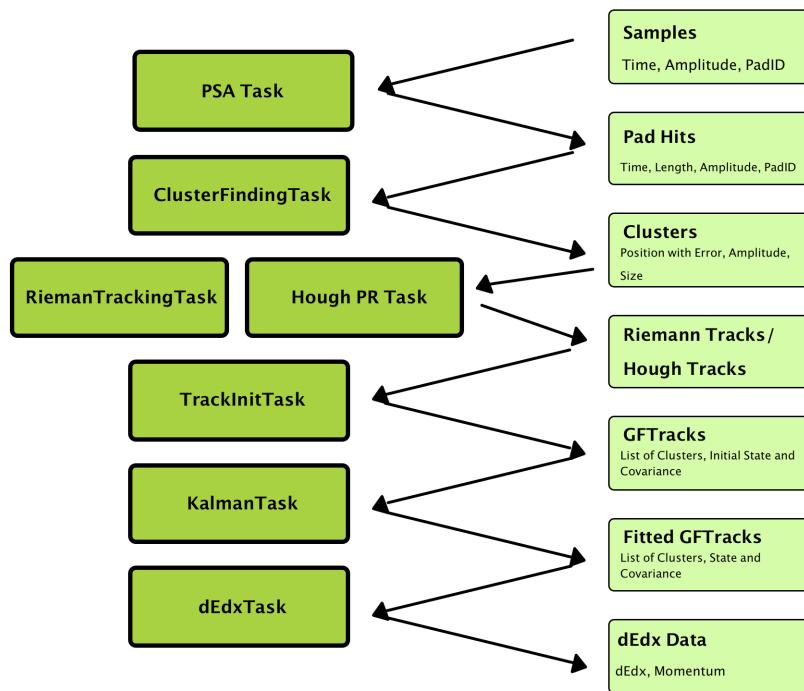 Samples
Time, Amplitude, PadID
PSA Task
Pad Hits
Time, Length, Amplitude, PadID
ClusterFindingTask
Clusters
Position with Error, Amplitude,
Size
RiemanTrackingTask
Hough PR Task
Riemann Tracks/
Hough Tracks
TrackInitTask
GFTracks
List of Clusters, Initial State and
Covariance
KalmanTask
Fitted GFTracks
List of Clusters, State and
Covariance
dEdxTask
dEdx Data
dEdx, Momentum